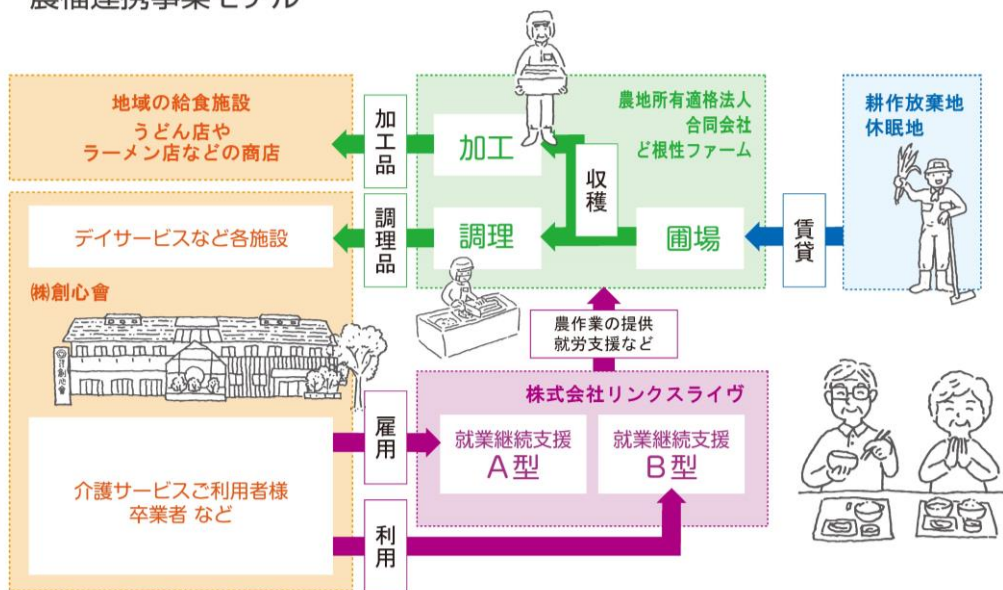 農福連携事業モデル
地域の給食施設
うどん店や
ラーメン店などの商店
加工品
加工
農地所有適格法人
合同会社
ど根性ファーム
耕作放棄地
休眠地
収穫
デイサービスなど各施設
調理品
調理
圃場
賃貸
㈱創心會
創心會
農作業の提供
就労支援など
株式会社リンクスライヴ
雇用
就業継続支援
A型
就業継続支援
B型
介護サービスご利用者様
卒業者 など
利用